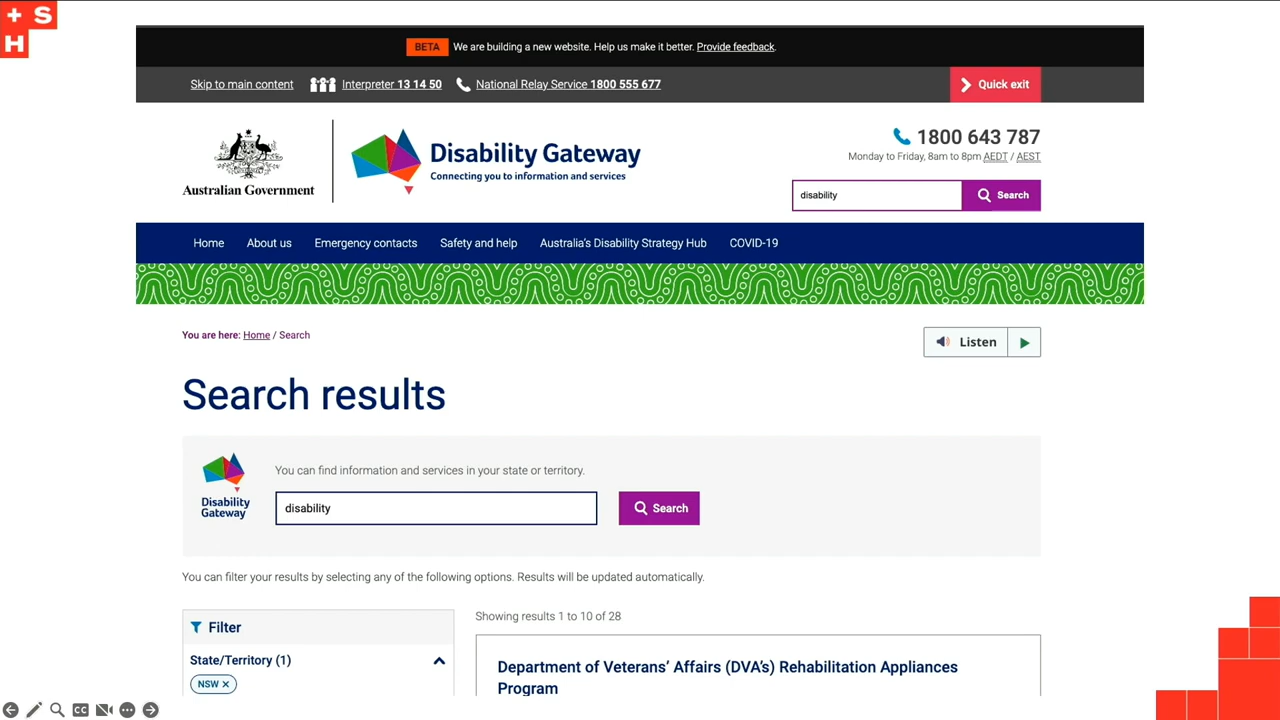 + S
H
BETA We are building a new website. Help us make it better. Provide feedback.
Skip to main content Interpreter 13 14 50 National Relay Service 1800 555 677 Quick exit
Australian Government
Disability Gateway
Connecting you to information and services
1800 643 787
Monday to Friday, 8am to 8pm AEDT / AEST
disability Search
Home About us Emergency contacts Safety and help Australia's Disability Strategy Hub COVID-19
You are here: Home / Search
Listen
Search results
You can find information and services in your state or territory.
Disability
Gateway
disability Search
You can filter your results by selecting any of the following options. Results will be updated automatically.
Filter
State/Territory (1)
NSW ×
Showing results 1 to 10 of 28
Department of Veterans’ Affairs (DVA’s) Rehabilitation Appliances
Program
CC